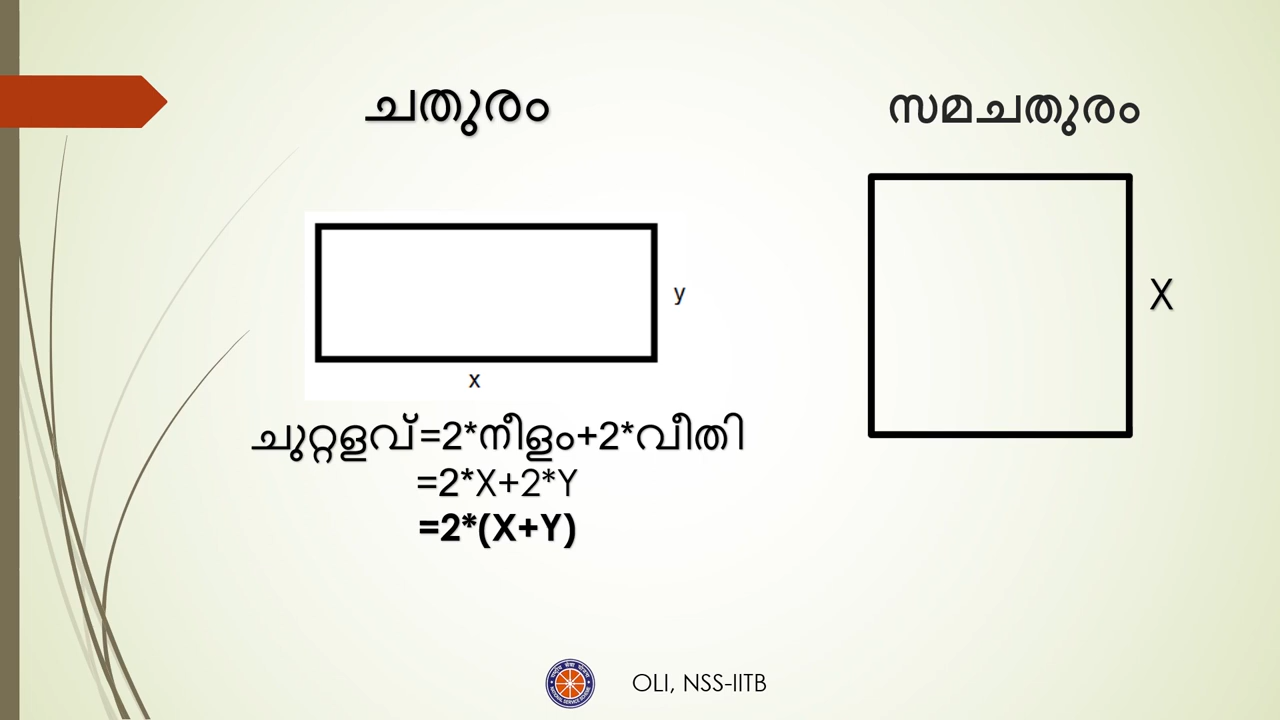 ചതുരം
സമചതുരം
y
x
X
ചുറ്റളവ്=2*നീളം+2*വീതി
=2*X+2*Y
=2*(X+Y)
OLI, NSS-IITB